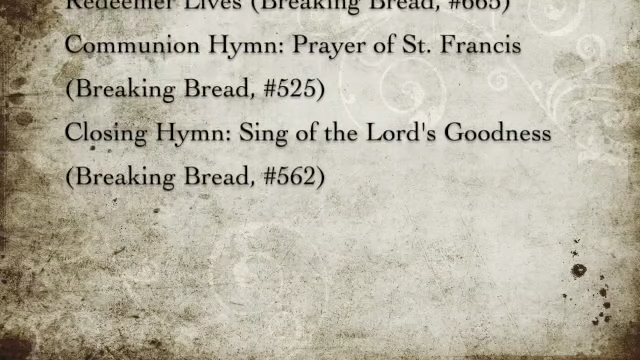 Redeemer Lives (Breaking Bread, #665)
Communion Hymn: Prayer of St. Francis
(Breaking Bread, #525)
Closing Hymn: Sing of the Lord's Goodness
(Breaking Bread, #562)